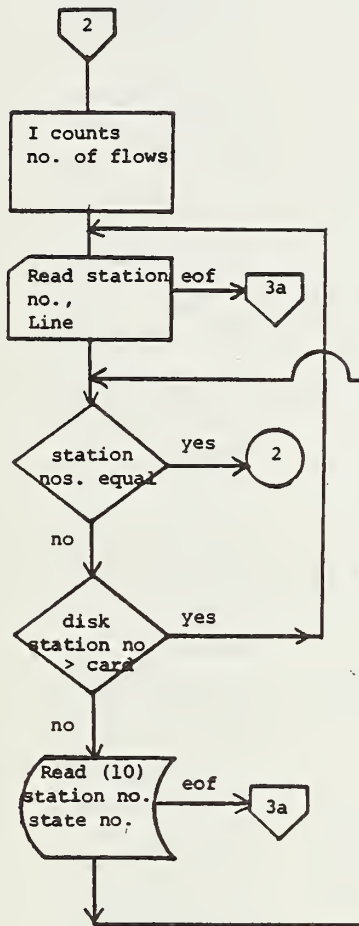 2
I counts
no. of flows
Read station
no.,
Line
eof
3a
station
nos. equal
yes
2
no
disk
station no
> card
yes
no
Read (10)
station no.
state no.
eof
3a